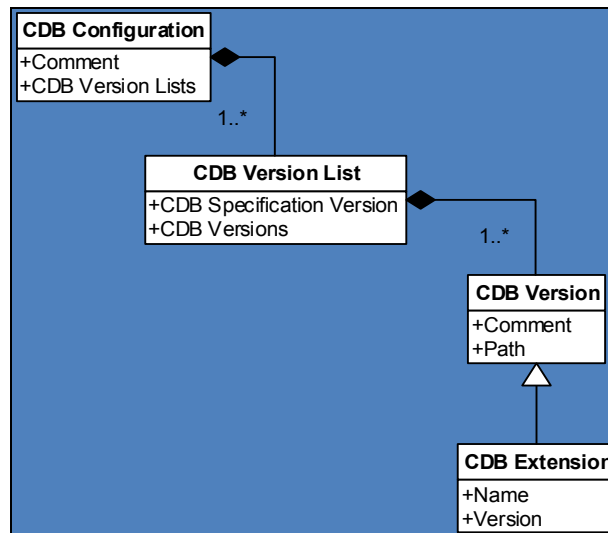 CDB Configuration
+Comment
+CDB Version Lists
1..*
CDB Version List
+CDB Specification Version
+CDB Versions
1..*
CDB Version
+Comment
+Path
CDB Extension
+Name
+Version